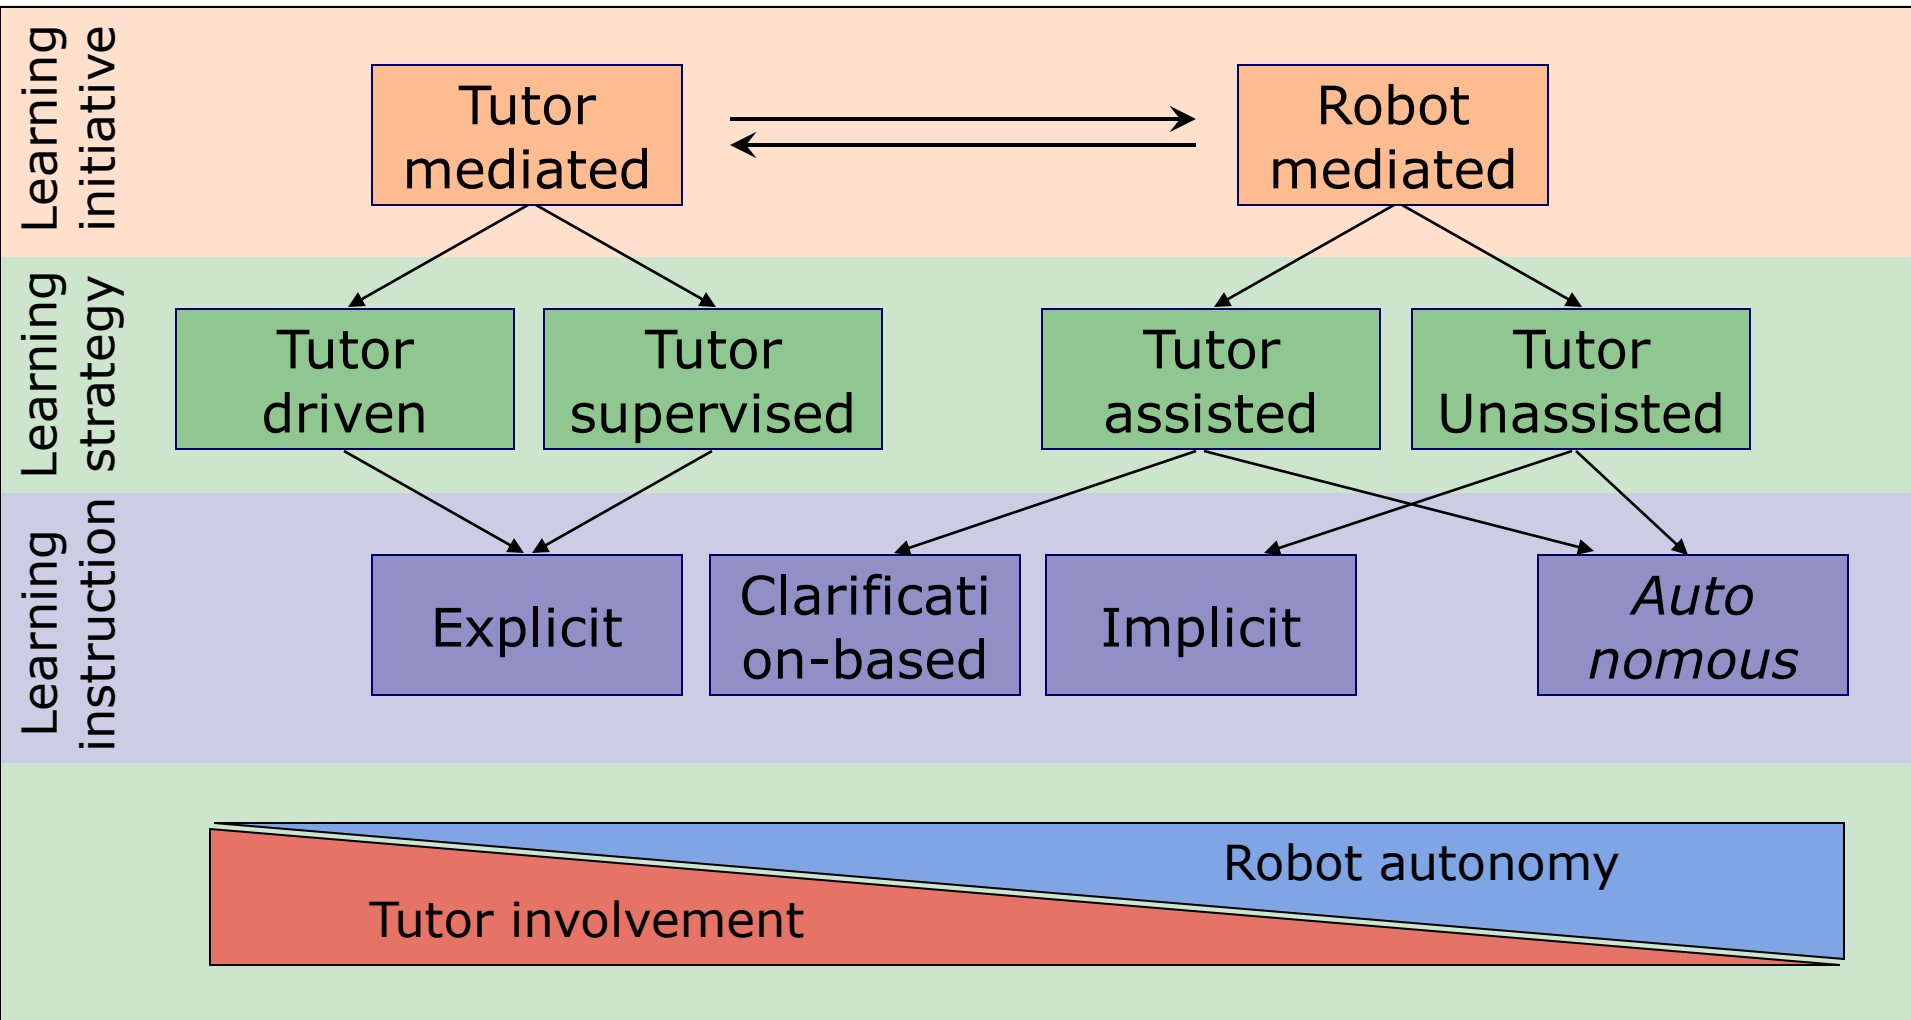 Learning
initiative
Tutor
mediated
Robot
mediated
Learning
strategy
Tutor
driven
Tutor
supervised
Tutor
assisted
Tutor
Unassisted
Learning
instruction
Explicit
Clarificati
on-based
Implicit
Auto
nomous
Robot autonomy
Tutor involvement